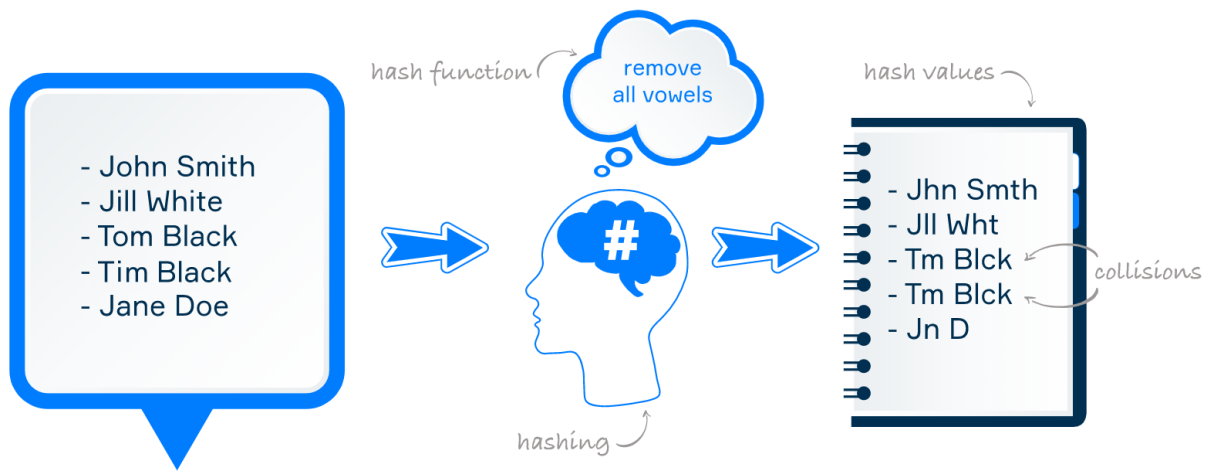 - John Smith
- Jill White
- Tom Black
- Tim Black
- Jane Doe
hash function
remove
all vowels
#
hashing
hash values
- Jhn Smth
- Jll Wht
- Tm Blck
- Tm Blck
- Jn D
collisions